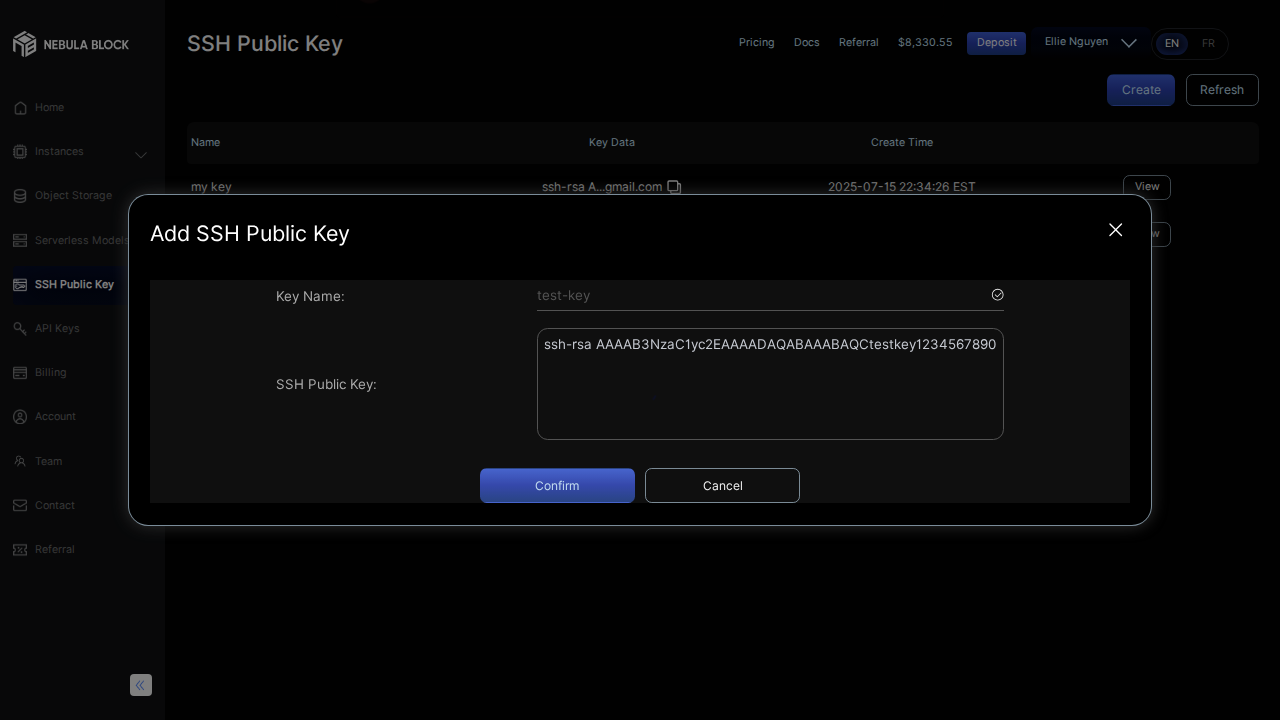 NEBULA BLOCK
SSH Public Key
Pricing
Docs
Referral
$8,330.55
Deposit
Ellie Nguyen
EN
FR
Create
Refresh
Home
Instances
Object Storage
Serverless Models
SSH Public Key
API Keys
Billing
Account
Team
Contact
Referral
Name
Key Data
Create Time
my key
ssh-rsa A...gmail.com
2025-07-15 22:34:26 EST
View
Add SSH Public Key
Key Name:
test-key
SSH Public Key:
ssh-rsa AAAAB3NzaC1yc2EAAAADAQABAAABAQCtestkey1234567890
Confirm
Cancel